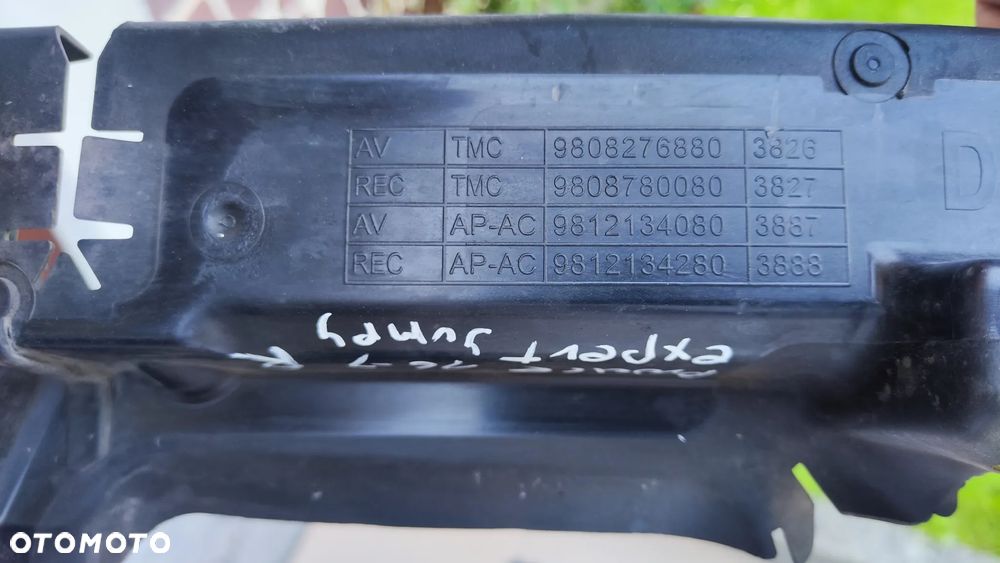 AV TMC 9808276880 3826
REC TMC 9808780080 3827
AV AP-AC 9812134080 3887
REC AP-AC 9812134280 3888
D
expert
Jumpy
OTOMOTO